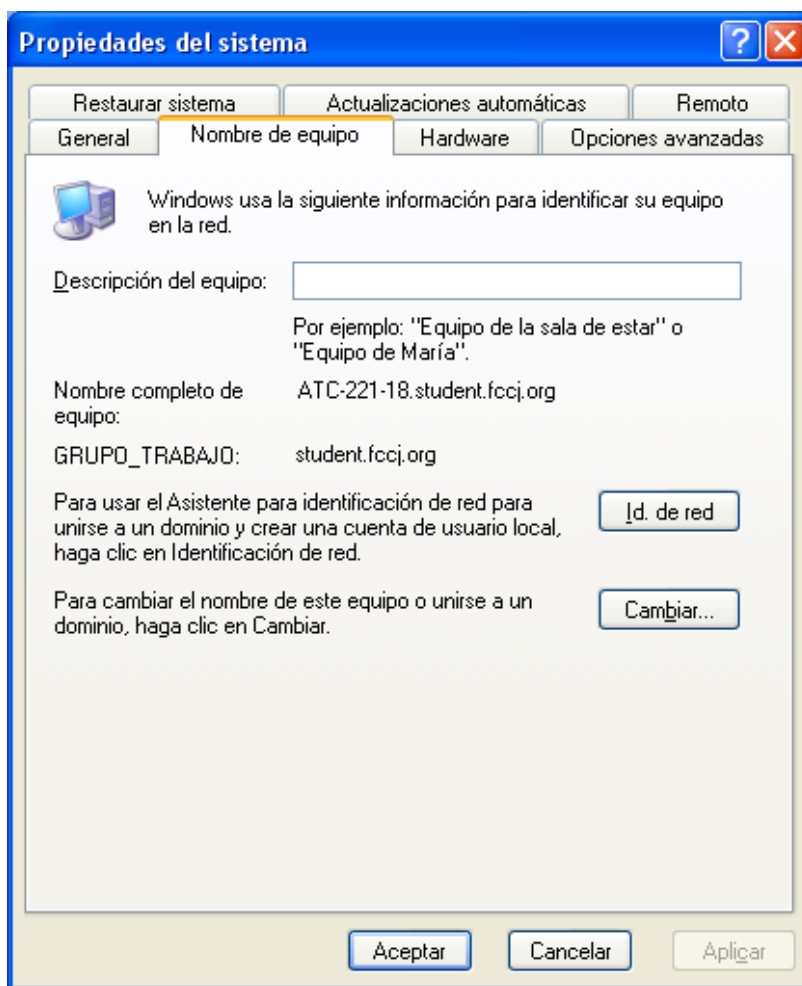 Propiedades del sistema
Restaurar sistema
Actualizaciones automáticas
Remoto
General
Nombre de equipo
Hardware
Opciones avanzadas
Windows usa la siguiente información para identificar su equipo
en la red.
Descripción del equipo:
Por ejemplo: "Equipo de la sala de estar" o
"Equipo de María".
Nombre completo de
equipo:
ATC-221-18.student.fccj.org
GRUPO_TRABAJO:
student.fccj.org
Para usar el Asistente para identificación de red para
unirse a un dominio y crear una cuenta de usuario local,
haga clic en Identificación de red.
Id. de red
Para cambiar el nombre de este equipo o unirse a un
dominio, haga clic en Cambiar.
Cambiar...
Aceptar
Cancelar
Aplicar